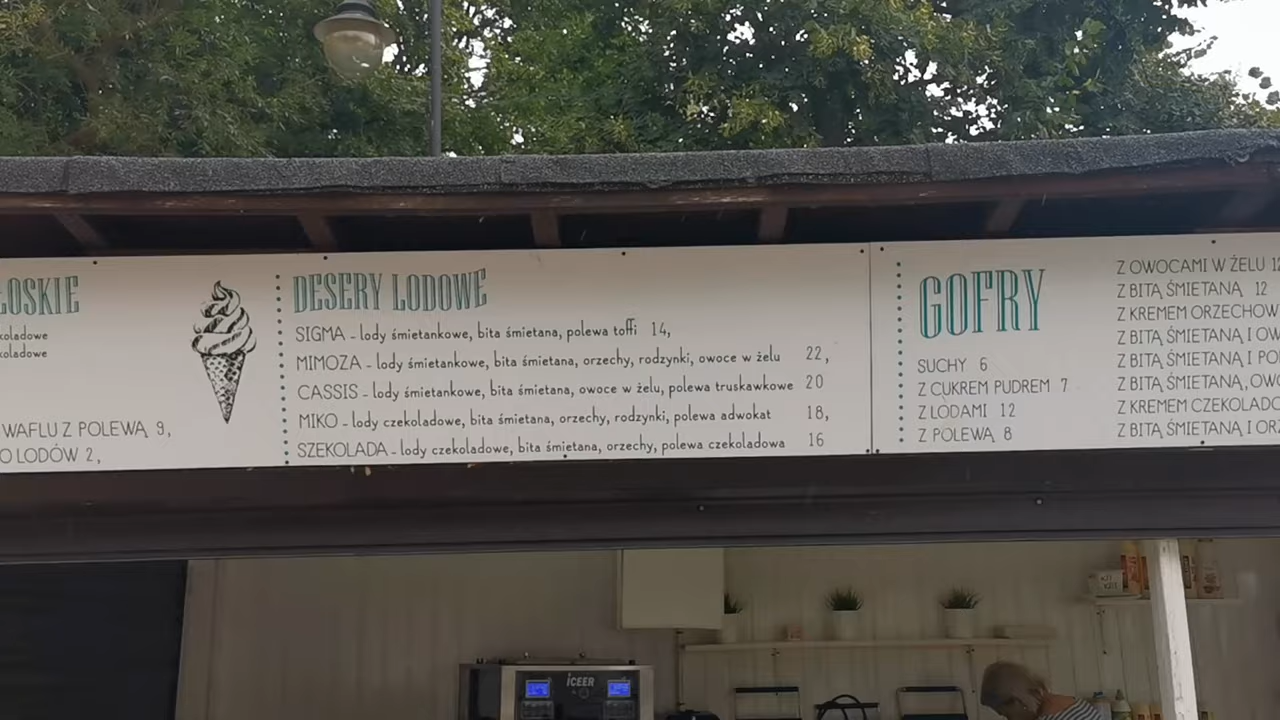 ŁOSKIE
koladowe
koladowe
WAFLU Z POLEWĄ 9,
O LODÓW 2,
DESERY LODOWE
SIGMA - lody śmietankowe, bita śmietana, polewa toffi 14,
MIMOZA - lody śmietankowe, bita śmietana, orzechy, rodzynki, owoce w żelu 22,
CASSIS - lody śmietankowe, bita śmietana, owoce w żelu, polewa truskawkowe 20
MIKO - lody czekoladowe, bita śmietana, orzechy, rodzynki, polewa adwokat 18,
SZEKOLADA - lody czekoladowe, bita śmietana, orzechy, polewa czekoladowa 16
GOFRY
SUCHY 6
Z CUKREM PUDREM 7
Z LODAMI 12
Z POLEWĄ 8
Z OWOCAMI W ŻELU 12
Z BITĄ ŚMIETANĄ 12
Z KREMEM ORZECHOW
Z BITĄ ŚMIETANĄ I OW
Z BITĄ ŚMIETANĄ I PO
Z BITĄ ŚMIETANĄ, OWO
Z KREMEM CZEKOLADO
Z BITĄ ŚMIETANĄ I ORZ
ICEER